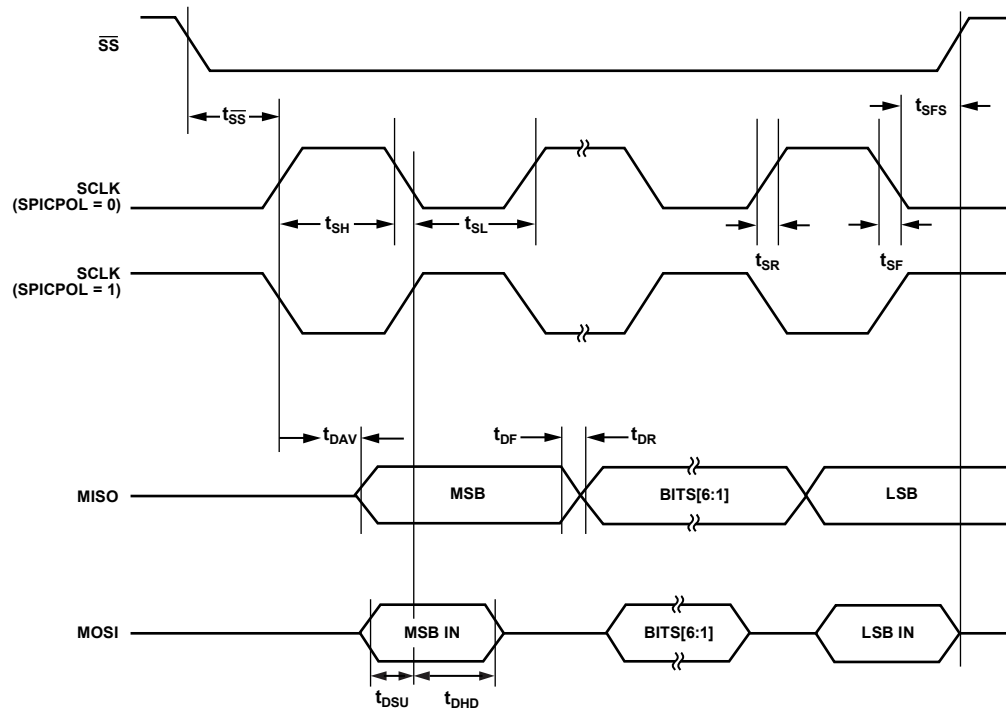 SS
tSS
tSFS
SCLK
(SPICPOL = 0)
tSH
tSL
tSR
tSF
SCLK
(SPICPOL = 1)
tDAV
tDF
tDR
MISO
MSB
BITS[6:1]
LSB
MOSI
MSB IN
BITS[6:1]
LSB IN
tDSU
tDHD